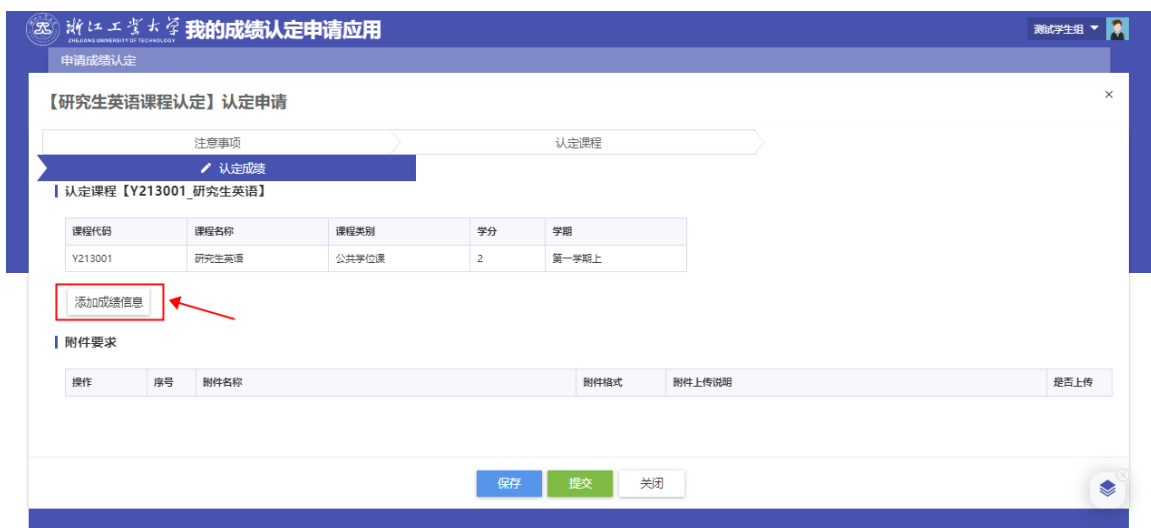 浙江工业大学 我的成绩认定申请应用 测试学生组
ZHEJIANG UNIVERSITY OF TECHNOLOGY
申请成绩认定
【研究生英语课程认定】认定申请 ×
注意事项 认定课程
认定成绩
认定课程【Y213001_研究生英语】
课程代码 课程名称 课程类别 学分 学期
Y213001 研究生英语 公共学位课 2 第一学期上
添加成绩信息
附件要求
操作 序号 附件名称 附件格式 附件上传说明 是否上传
保存 提交 关闭